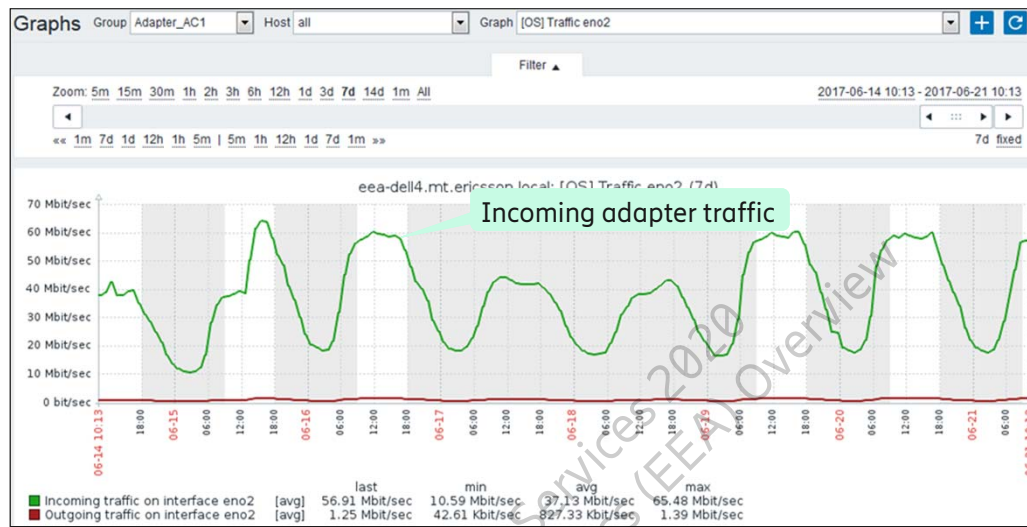 Graphs Group Adapter_AC1 Host all Graph [OS] Traffic eno2
Filter ▲
Zoom: 5m 15m 30m 1h 2h 3h 6h 12h 1d 3d 7d 14d 1m All 2017-06-14 10:13 - 2017-06-21 10:13
«« 1m 7d 1d 12h 1h 5m | 5m 1h 12h 1d 7d 1m »» 7d fixed
eea-dell4.mt.ericsson.local: [OS] Traffic eno2 (7d)
Incoming adapter traffic
70 Mbit/sec
60 Mbit/sec
50 Mbit/sec
40 Mbit/sec
30 Mbit/sec
20 Mbit/sec
10 Mbit/sec
0 bit/sec
06-14 10:13 18:00 06-15 06:00 12:00 18:00 06-16 06:00 12:00 18:00 06-17 06:00 12:00 18:00 06-18 06:00 12:00 18:00 06-19 06:00 12:00 18:00 06-20 06:00 12:00 18:00 06-21 06:00
Services 2020
(EEA) Overview
last min avg max
Incoming traffic on interface eno2 [avg] 56.91 Mbit/sec 10.59 Mbit/sec 37.13 Mbit/sec 65.48 Mbit/sec
Outgoing traffic on interface eno2 [avg] 1.25 Mbit/sec 42.61 Kbit/sec 827.33 Kbit/sec 1.39 Mbit/sec